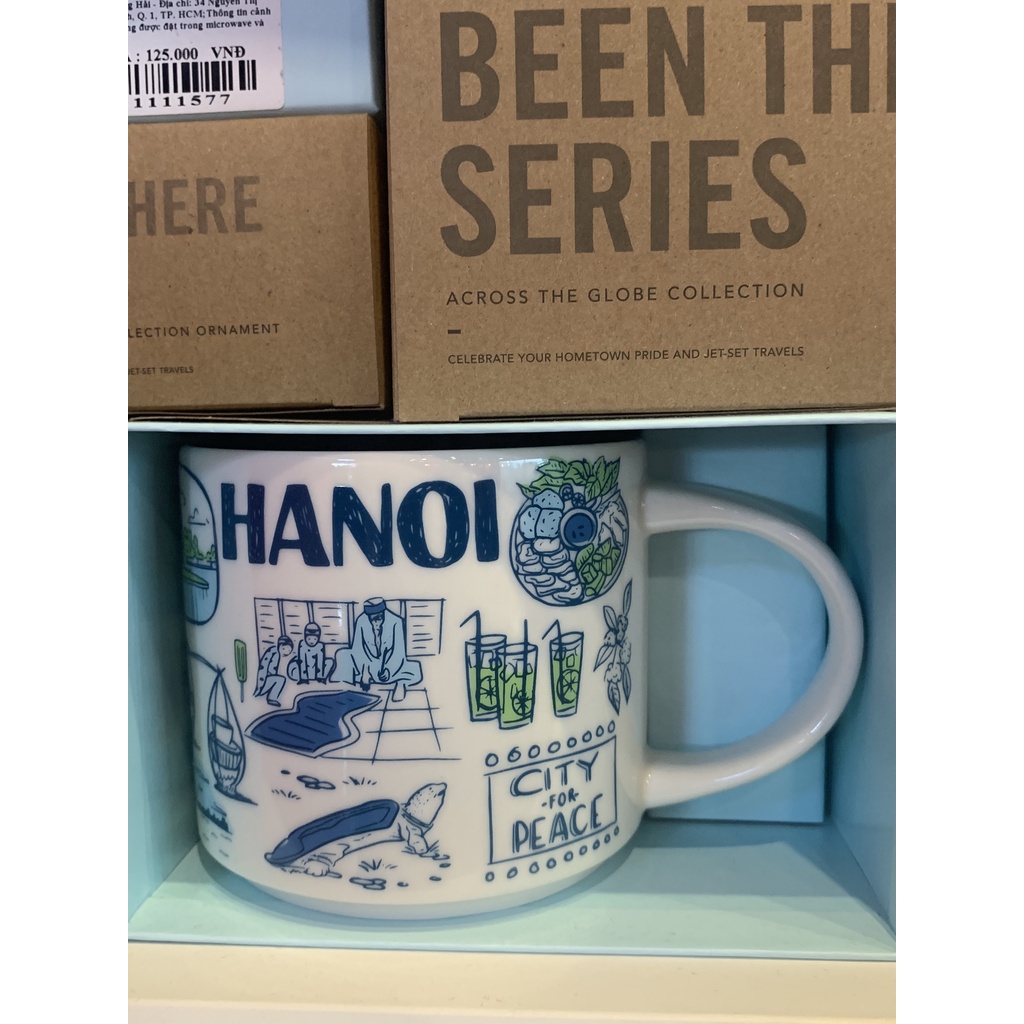 Hải - Địa chỉ: 34 Nguyễn Thị
Q. 1, TP. HCM; Thông tin cảnh
được đặt trong microwave và
: 125.000 VNĐ
1111577
HERE
LECTION ORNAMENT
JET-SET TRAVELS
BEEN TH
SERIES
ACROSS THE GLOBE COLLECTION
CELEBRATE YOUR HOMETOWN PRIDE AND JET-SET TRAVELS
HANOI
CITY
-FOR-
PEACE